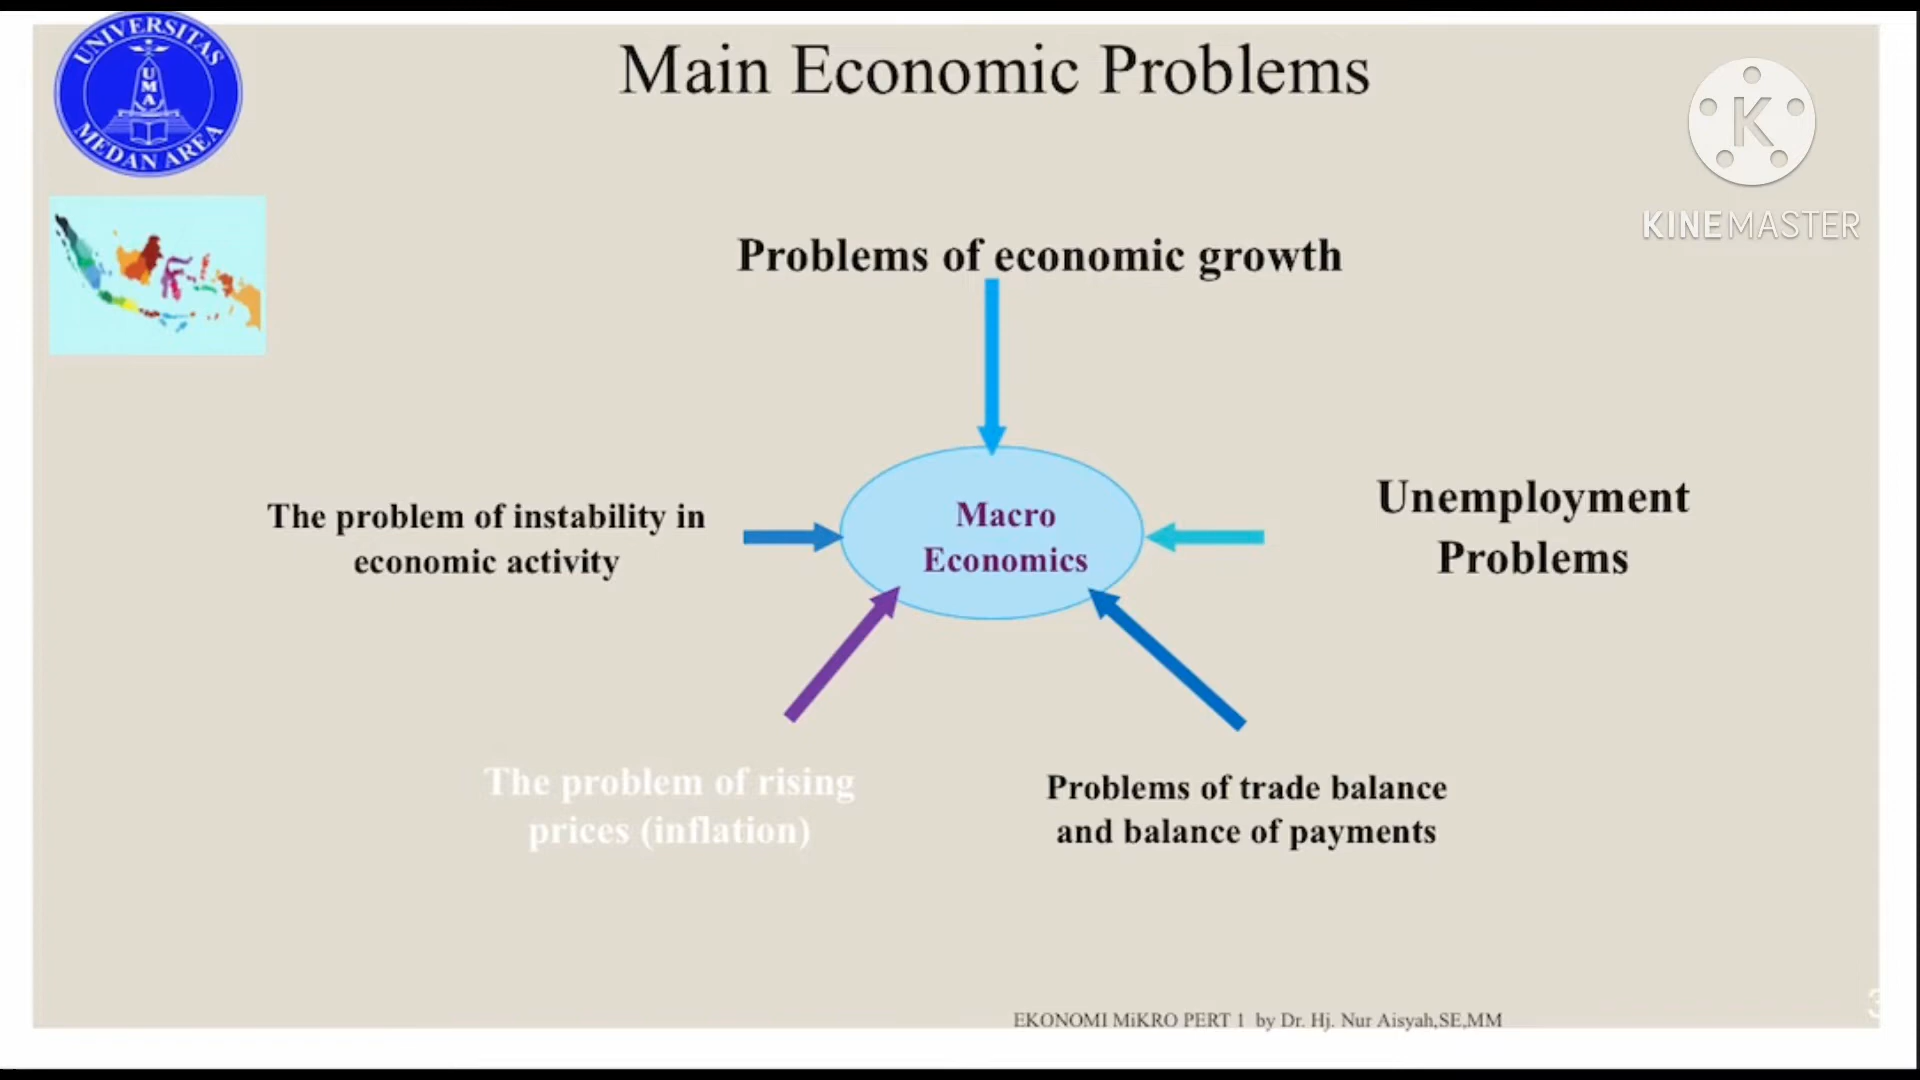 UNIVERSITAS
UMA
MEDAN AREA
Main Economic Problems
K
KINEMASTER
Problems of economic growth
The problem of instability in
economic activity
Macro
Economics
Unemployment
Problems
The problem of rising
prices (inflation)
Problems of trade balance
and balance of payments
EKONOMI MiKRO PERT 1 by Dr. Hj. Nur Aisyah,SE,MM